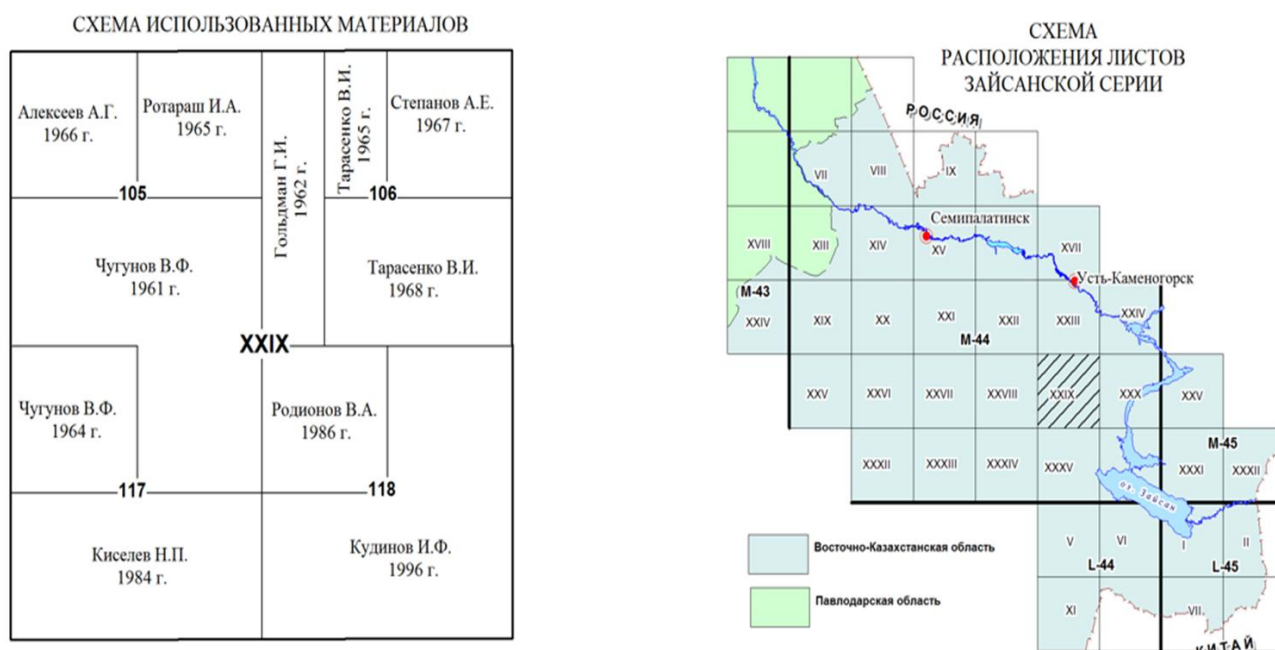 СХЕМА ИСПОЛЬЗОВАННЫХ МАТЕРИАЛОВ
Алексеев А.Г.
1966 г.
Ротараш И.А.
1965 г.
Гольдман Г.И.
1962 г.
Тарасенко В.И.
1965 г.
Степанов А.Е.
1967 г.
105
106
Чугунов В.Ф.
1961 г.
Тарасенко В.И.
1968 г.
XXIX
Чугунов В.Ф.
1964 г.
Родионов В.А.
1986 г.
117
118
Киселев Н.П.
1984 г.
Кудинов И.Ф.
1996 г.
СХЕМА
РАСПОЛОЖЕНИЯ ЛИСТОВ
ЗАЙСАНСКОЙ СЕРИИ
РОССИЯ
VII
VIII
IX
Семипалатинск
XVIII
XIII
XIV
XV
XVII
Усть-Каменогорск
M-43
XXIV
XIX
XX
XXI
XXII
XXIII
XXIV
M-44
XXV
XXVI
XXVII
XXVIII
XXIX
XXX
XXV
M-45
XXXII
XXXIII
XXXIV
XXXV
XXXI
XXXII
оз. Зайсан
V
VI
I
II
L-44
L-45
XI
VII
КИТАЙ
Восточно-Казахстанская область
Павлодарская область